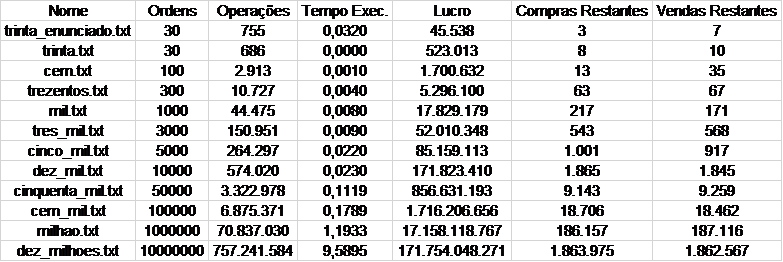 Nome Ordens Operações Tempo Exec. Lucro Compras Restantes Vendas Restantes
trinta_enunciado.txt 30 755 0,0320 45.538 3 7
trinta.txt 30 686 0,0000 523.013 8 10
cem.txt 100 2.913 0,0010 1.700.632 13 35
trezentos.txt 300 10.727 0,0040 5.296.100 63 67
mil.txt 1000 44.475 0,0080 17.829.179 217 171
tres_mil.txt 3000 150.951 0,0090 52.010.348 543 568
cinco_mil.txt 5000 264.297 0,0220 85.159.113 1.001 917
dez_mil.txt 10000 574.020 0,0230 171.823.410 1.865 1.845
cinquenta_mil.txt 50000 3.322.978 0,1119 856.631.193 9.143 9.259
cem_mil.txt 100000 6.875.371 0,1789 1.716.206.656 18.706 18.462
milhao.txt 1000000 70.837.030 1,1933 17.158.118.767 186.157 187.116
dez_milhoes.txt 10000000 757.241.584 9,5895 171.754.048.271 1.863.975 1.862.567